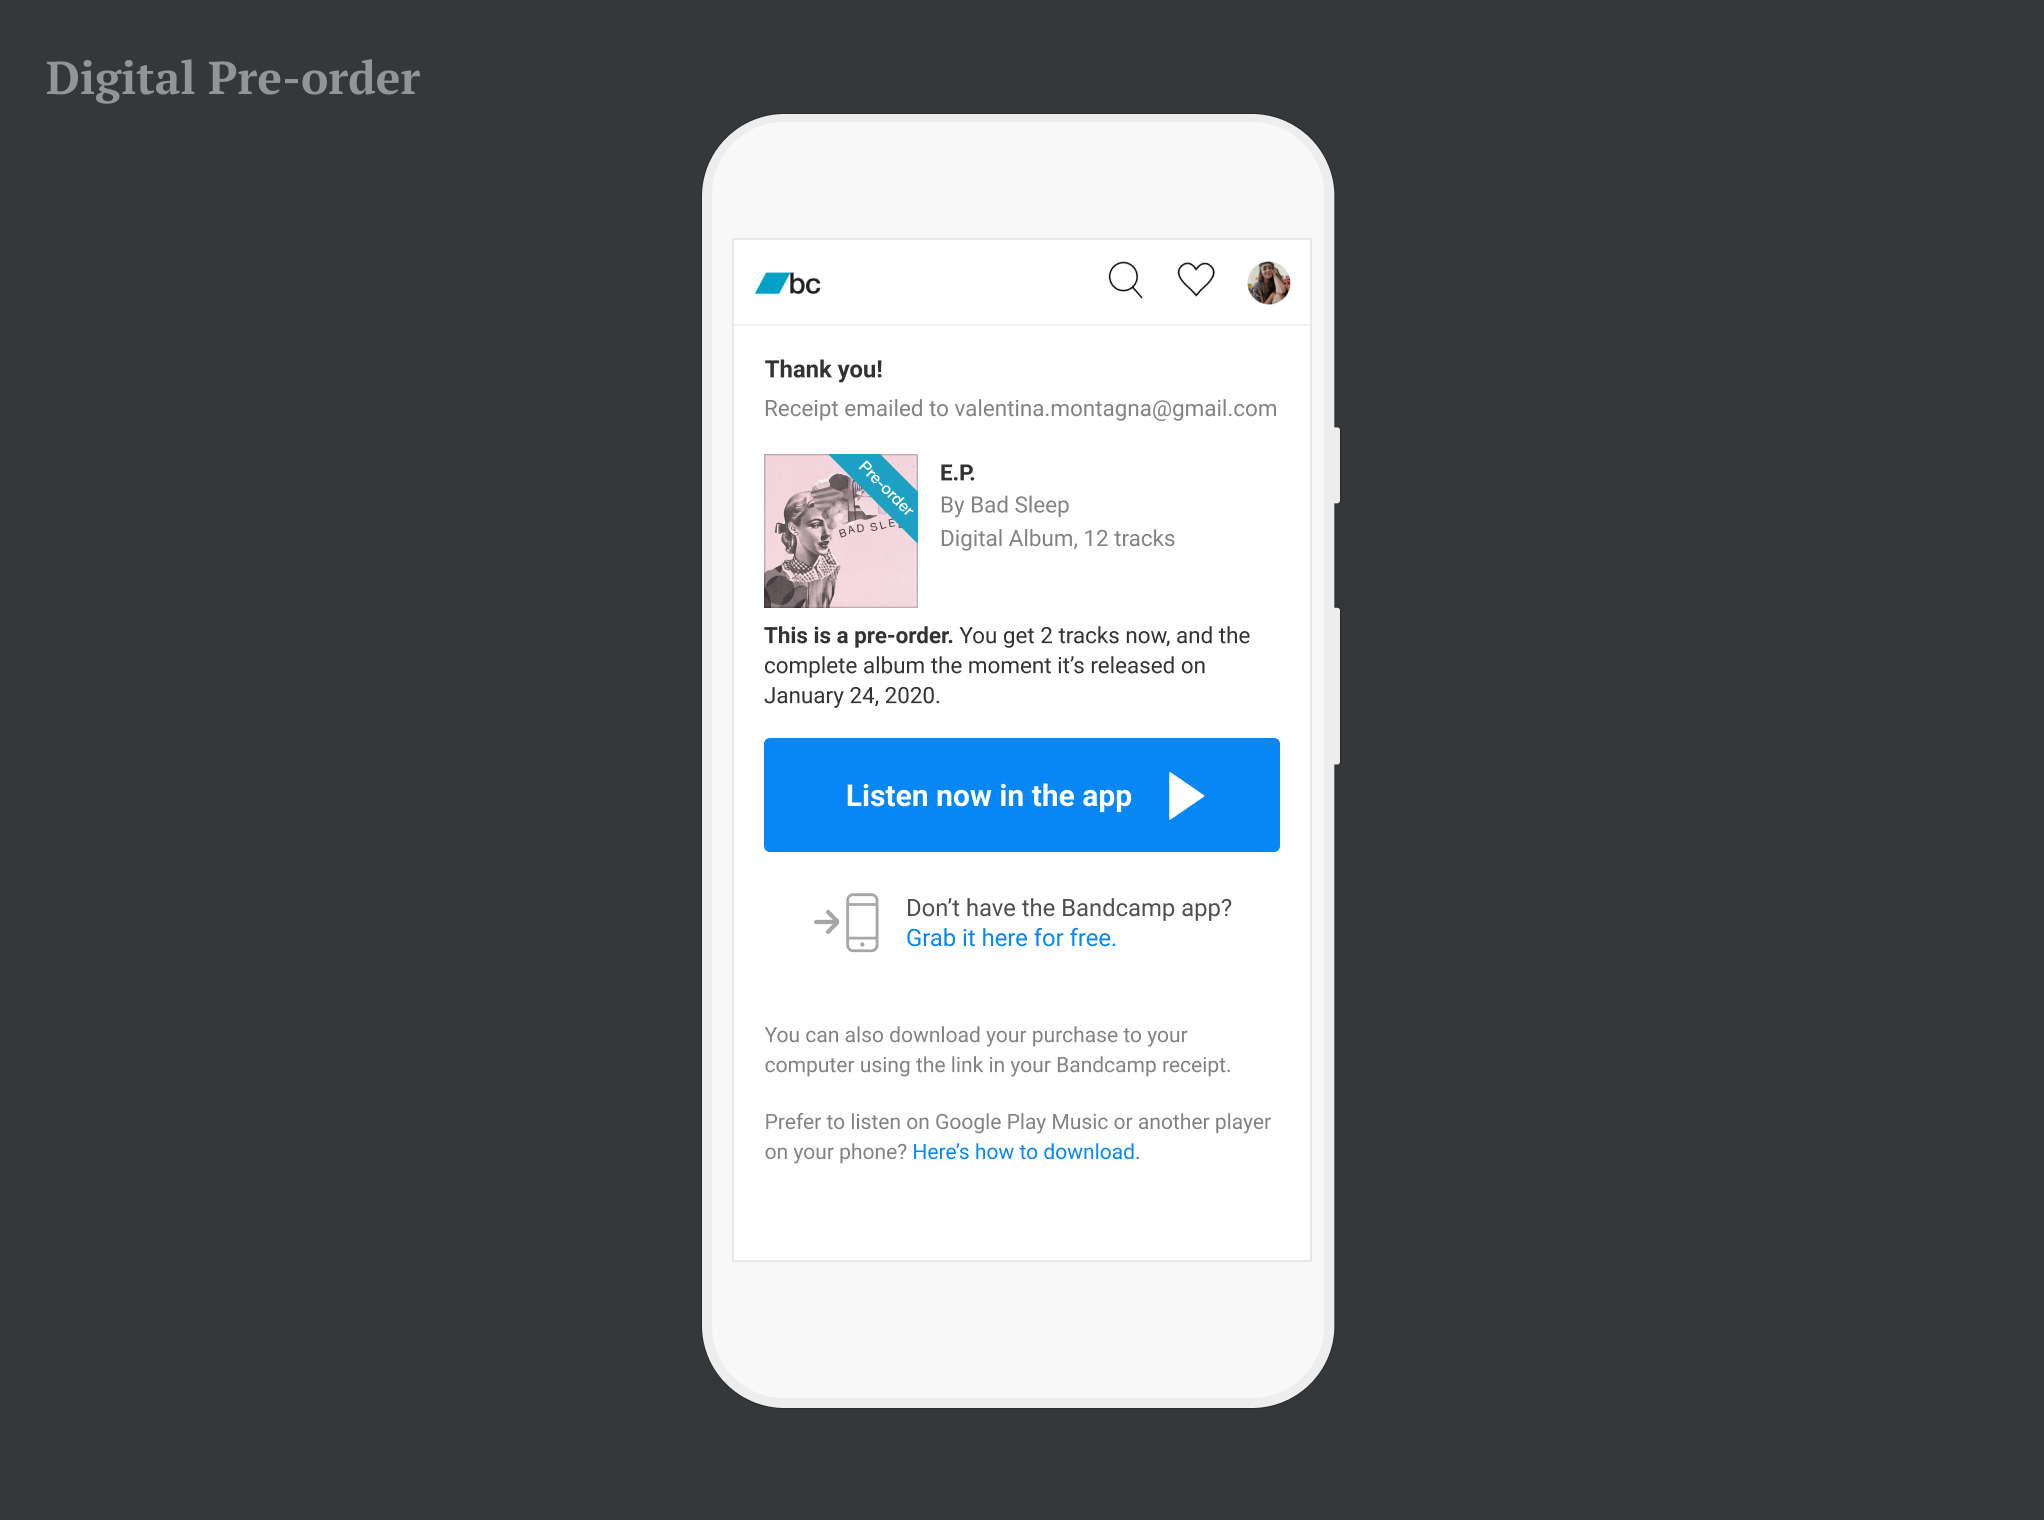 Digital Pre-order
bc
Thank you!
Receipt emailed to valentina.montagna@gmail.com
Pre-order
BAD SLE
E.P.
By Bad Sleep
Digital Album, 12 tracks
This is a pre-order. You get 2 tracks now, and the
complete album the moment it’s released on
January 24, 2020.
Listen now in the app
Don’t have the Bandcamp app?
Grab it here for free.
You can also download your purchase to your
computer using the link in your Bandcamp receipt.
Prefer to listen on Google Play Music or another player
on your phone? Here’s how to download.